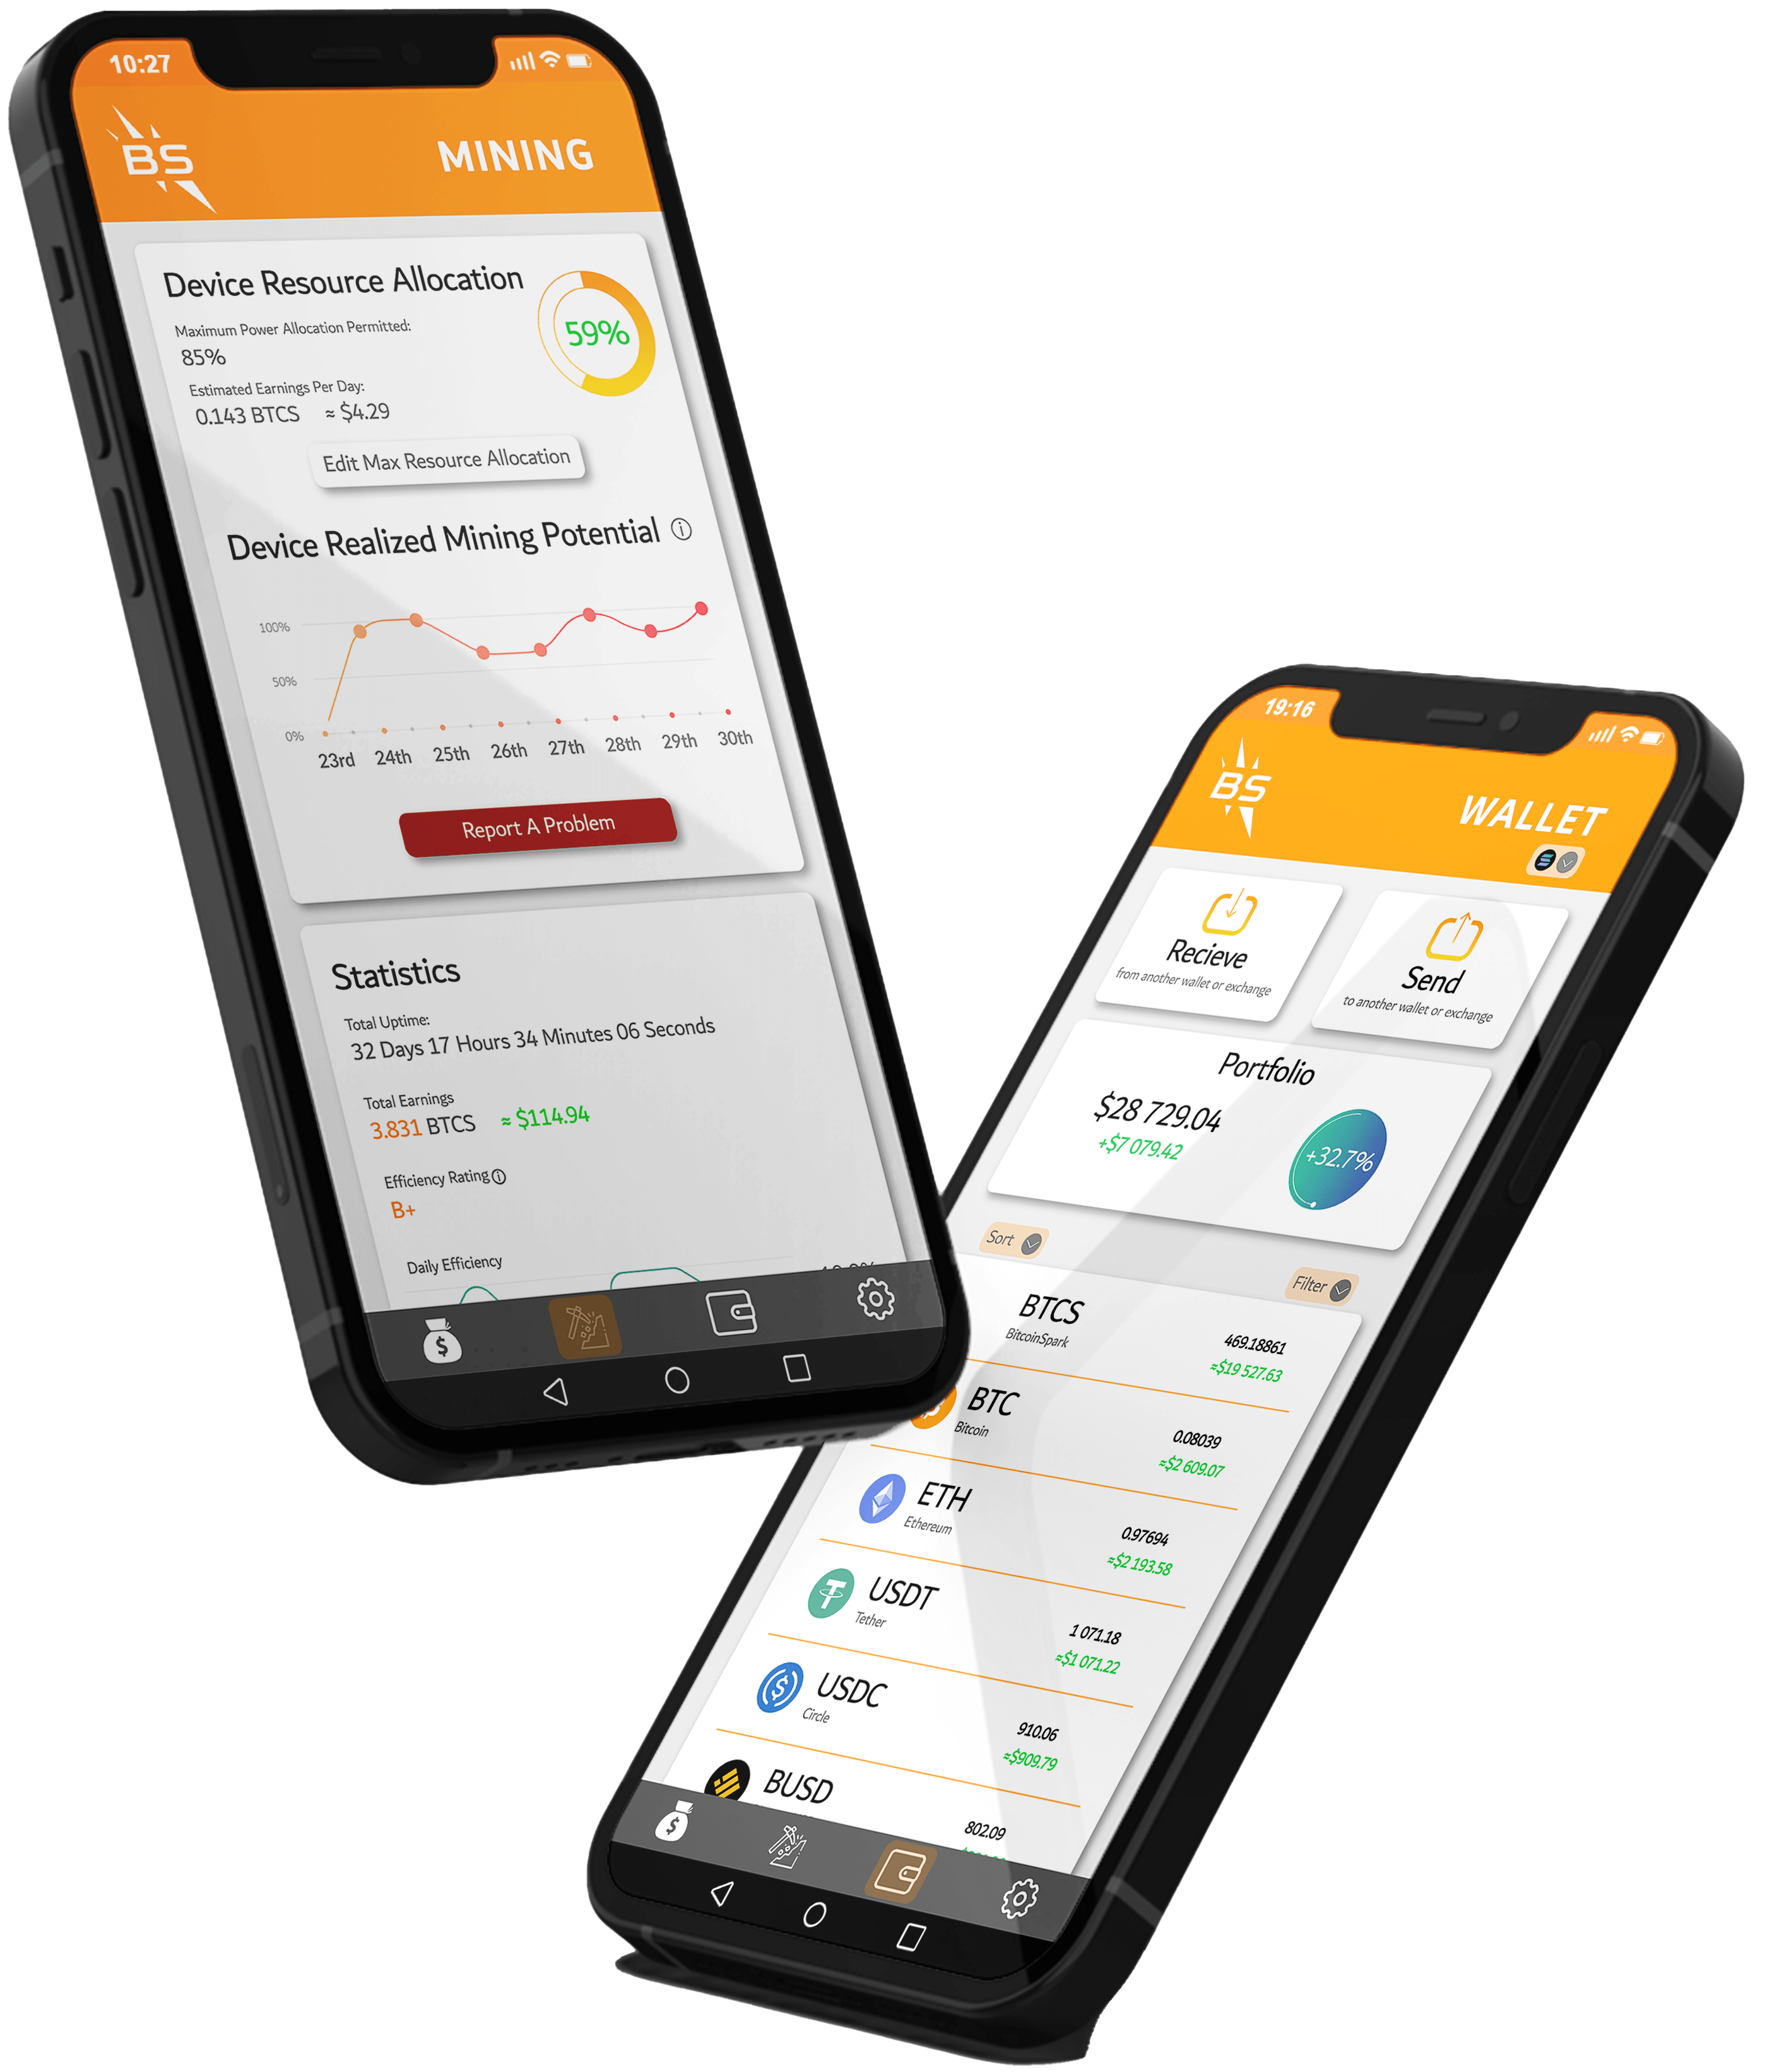 10:27
BS
MINING
Device Resource Allocation
Maximum Power Allocation Permitted:
85%
59%
Estimated Earnings Per Day:
0.143 BTCS ≈ $4.29
Edit Max Resource Allocation
Device Realized Mining Potential
100%
50%
0%
23rd 24th 25th 26th 27th 28th 29th 30th
Report A Problem
Statistics
Total Uptime:
32 Days 17 Hours 34 Minutes 06 Seconds
Total Earnings
3.831 BTCS ≈ $114.94
Efficiency Rating
B+
Daily Efficiency
19:16
BS
WALLET
Recieve
from another wallet or exchange
Send
to another wallet or exchange
Portfolio
$28 729.04
+$7 079.42
+32.7%
Sort
Filter
BTCS
BitcoinSpark
469.18861
≈$19 527.63
BTC
Bitcoin
0.08039
≈$2 609.07
ETH
Ethereum
0.97694
≈$2 193.58
USDT
Tether
1 071.18
≈$1 071.22
USDC
Circle
910.06
≈$909.79
BUSD
802.09